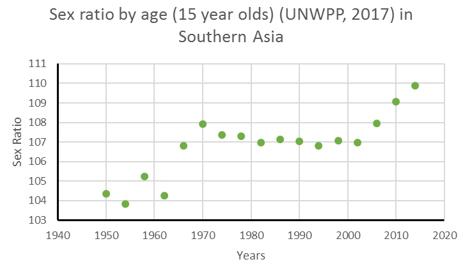 Sex ratio by age (15 year olds) (UNWPP, 2017) in
Southern Asia
111
110
109
108
107
106
105
104
103
Sex Ratio
1940 1950 1960 1970 1980 1990 2000 2010 2020
Years